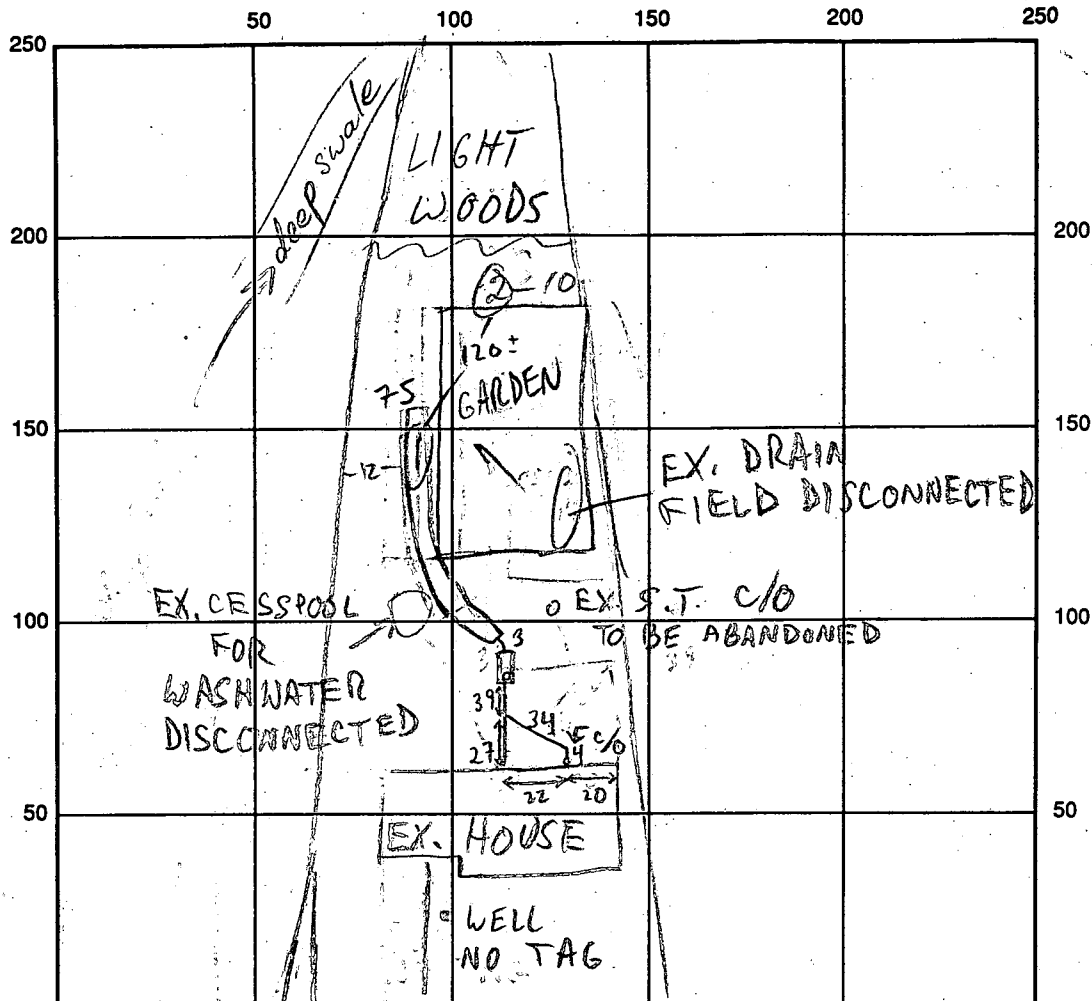 50 100 150 200 250
250
deep swale
LIGHT
WOODS
200 200
2 10
120±
75
GARDEN
150 150
12
EX. DRAIN
FIELD DISCONNECTED
EX. CESSPOOL
FOR
WASHWATER
DISCONNECTED
EX S.T. C/O
TO BE ABANDONED
100 100
3
39
34
C/O
27
4
22 20
50 50
EX. HOUSE
WELL
NO TAG